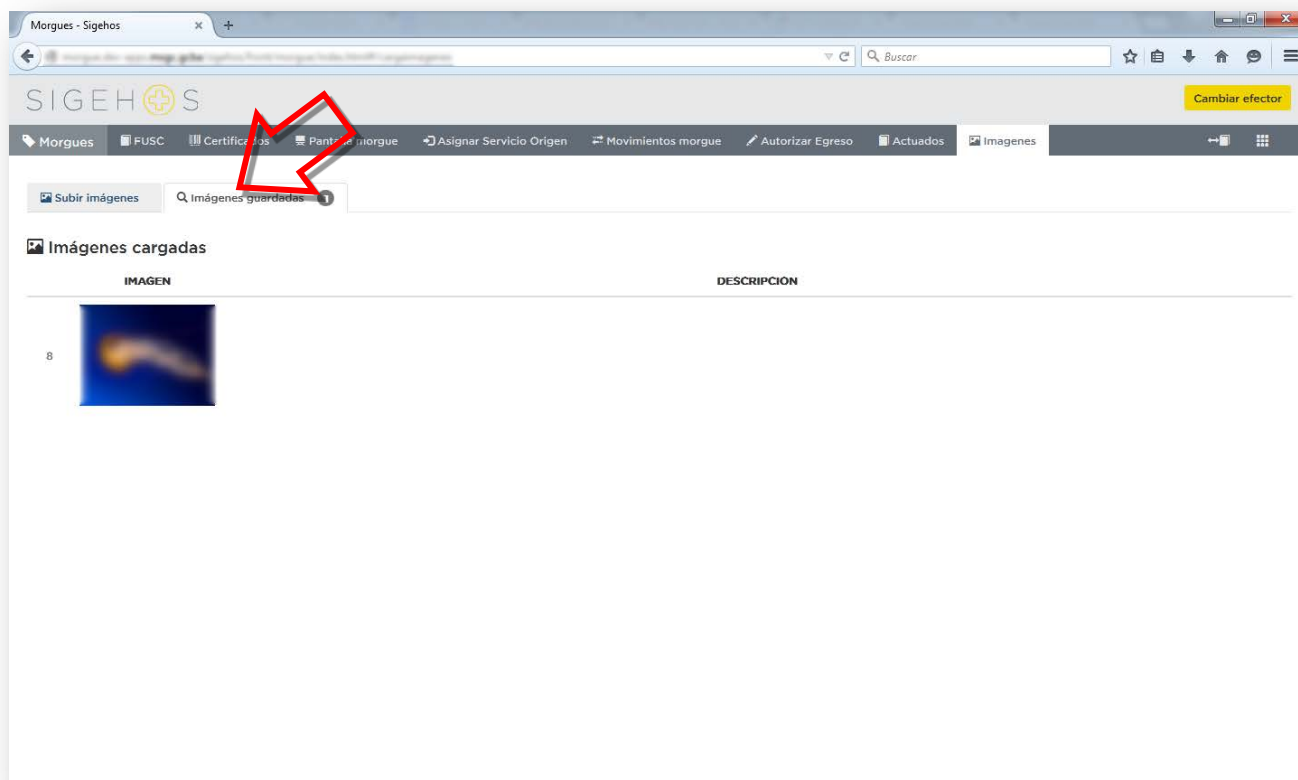 Morgues - Sigehos
Buscar
SIGEHOS
Cambiar efector
Morgues FUSC Certificados Pantalla morgue Asignar Servicio Origen Movimientos morgue Autorizar Egreso Actuados Imagenes
Subir imágenes Imágenes guardadas 1
Imágenes cargadas
IMAGEN DESCRIPCION
8